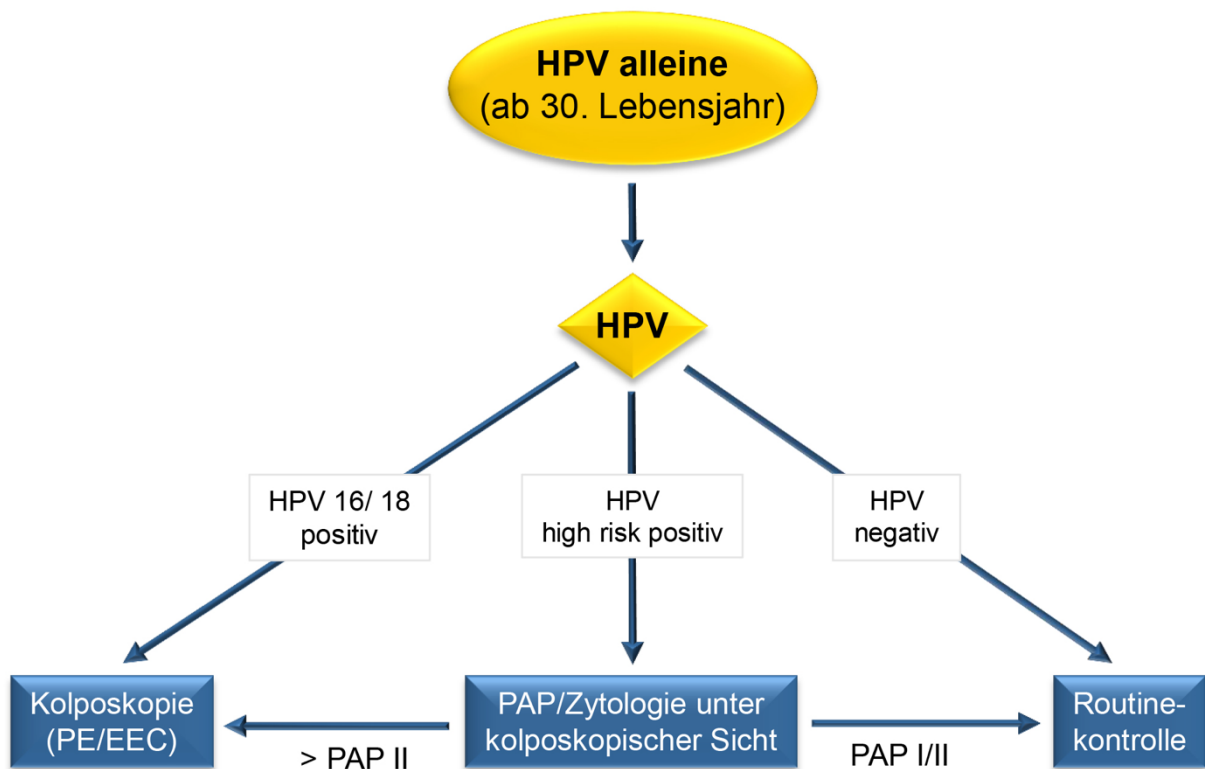 HPV alleine
(ab 30. Lebensjahr)
HPV
HPV 16/ 18
positiv
HPV
high risk positiv
HPV
negativ
Kolposkopie
(PE/EEC)
> PAP II
PAP/Zytologie unter
kolposkopischer Sicht
PAP I/II
Routine-
kontrolle